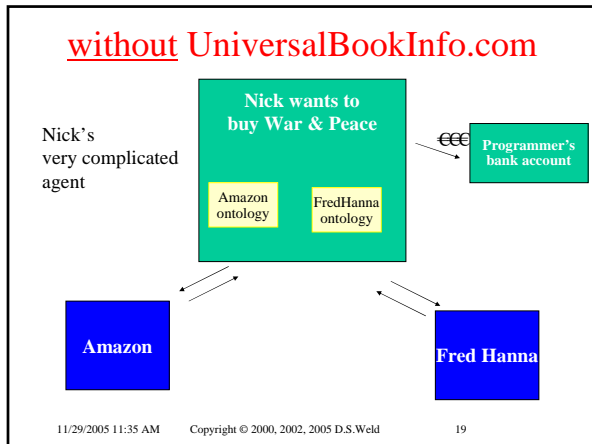 without UniversalBookInfo.com
Nick wants to
buy War & Peace
Nick's
very complicated
agent
€€€
Programmer's
bank account
Amazon
ontology
FredHanna
ontology
Amazon
Fred Hanna
11/29/2005 11:35 AM Copyright © 2000, 2002, 2005 D.S.Weld 19